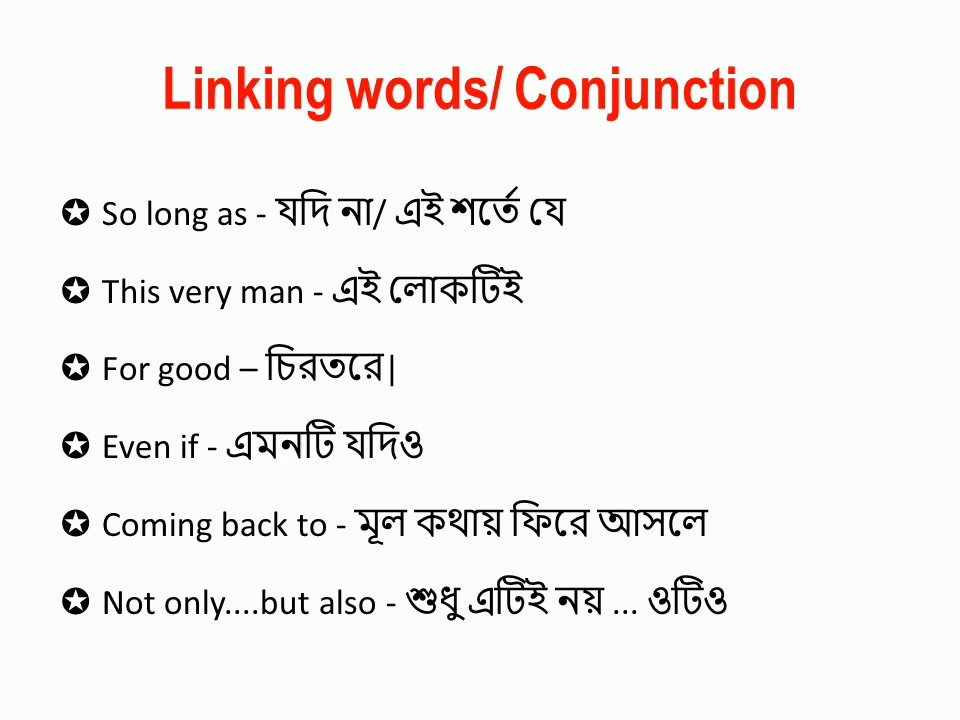 Linking words/ Conjunction
✪ So long as - যদি না/ এই শর্তে যে
✪ This very man - এই লোকটিই
✪ For good – চিরতরে|
✪ Even if - এমনটি যদিও
✪ Coming back to - মূল কথায় ফিরে আসলে
✪ Not only....but also - শুধু এটিই নয় ... ওটিও